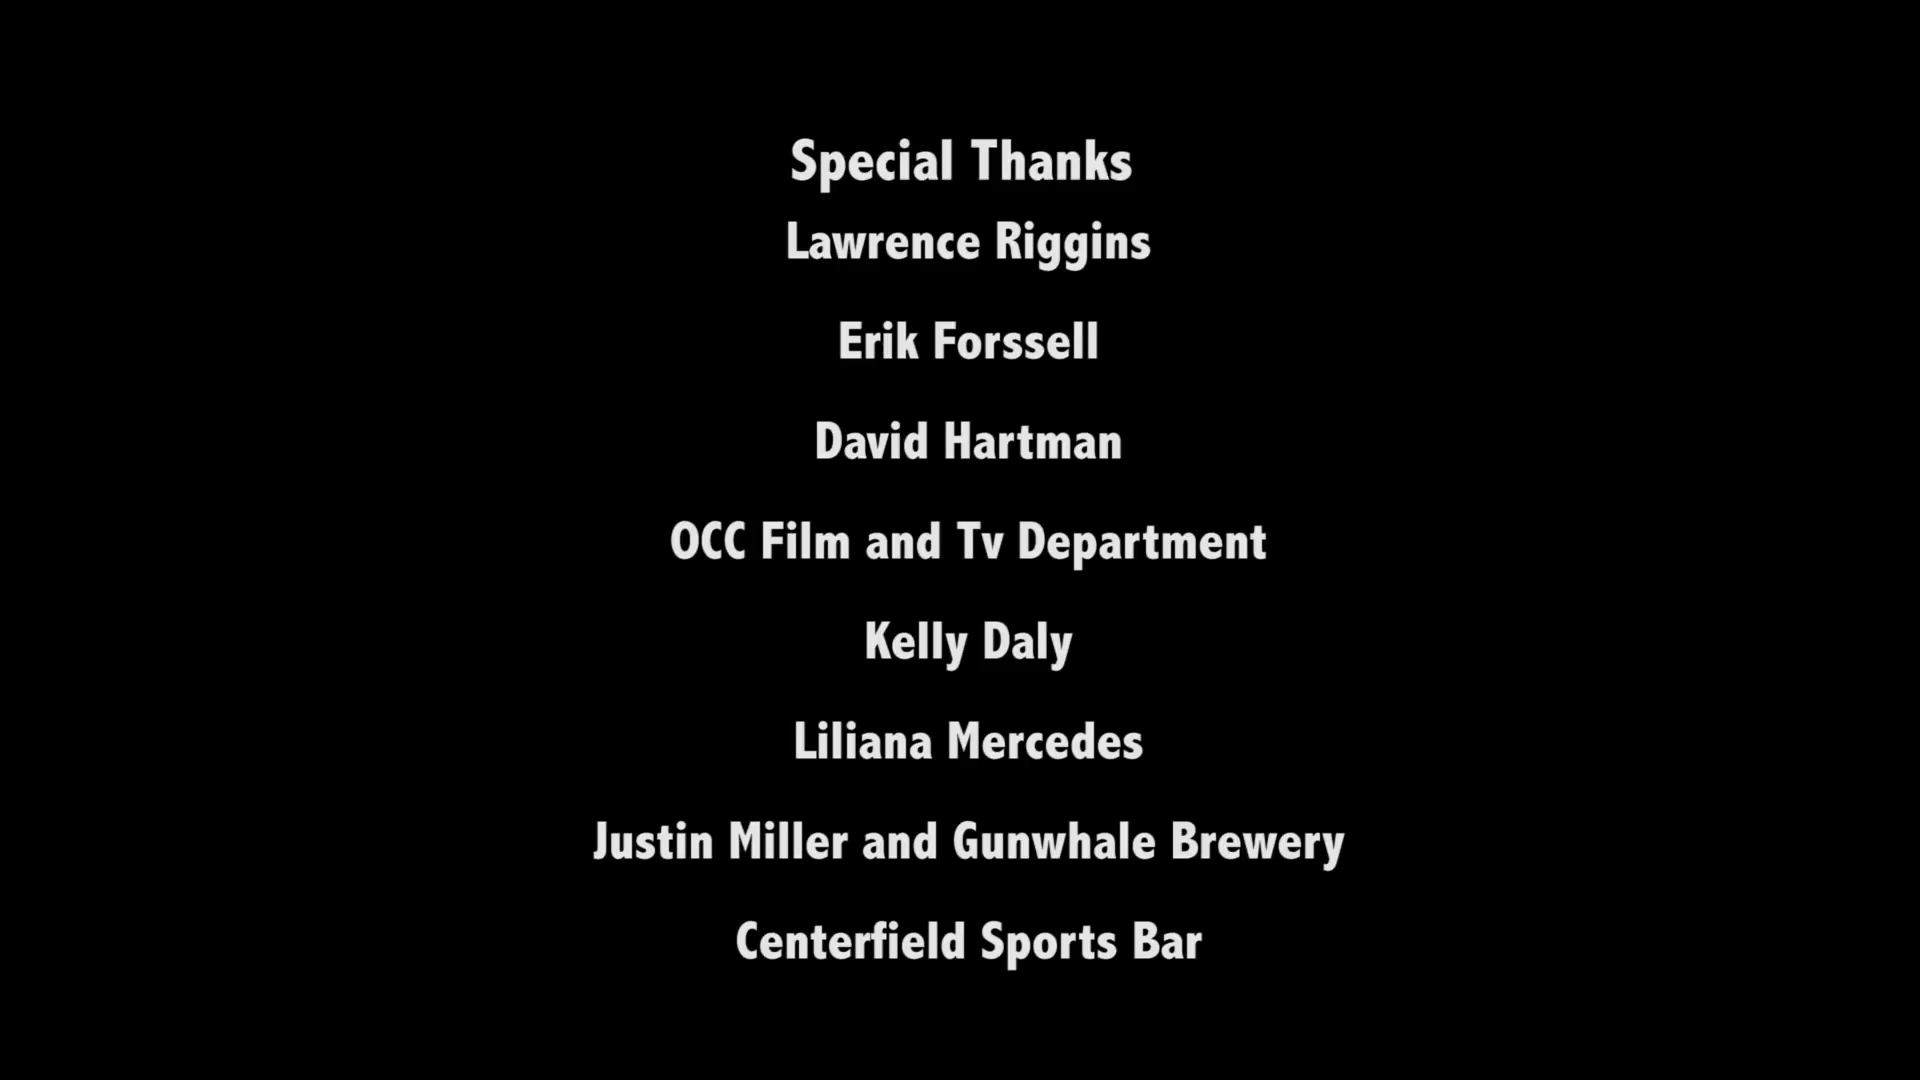 Special Thanks
Lawrence Riggins
Erik Forssell
David Hartman
OCC Film and Tv Department
Kelly Daly
Liliana Mercedes
Justin Miller and Gunwhale Brewery
Centerfield Sports Bar